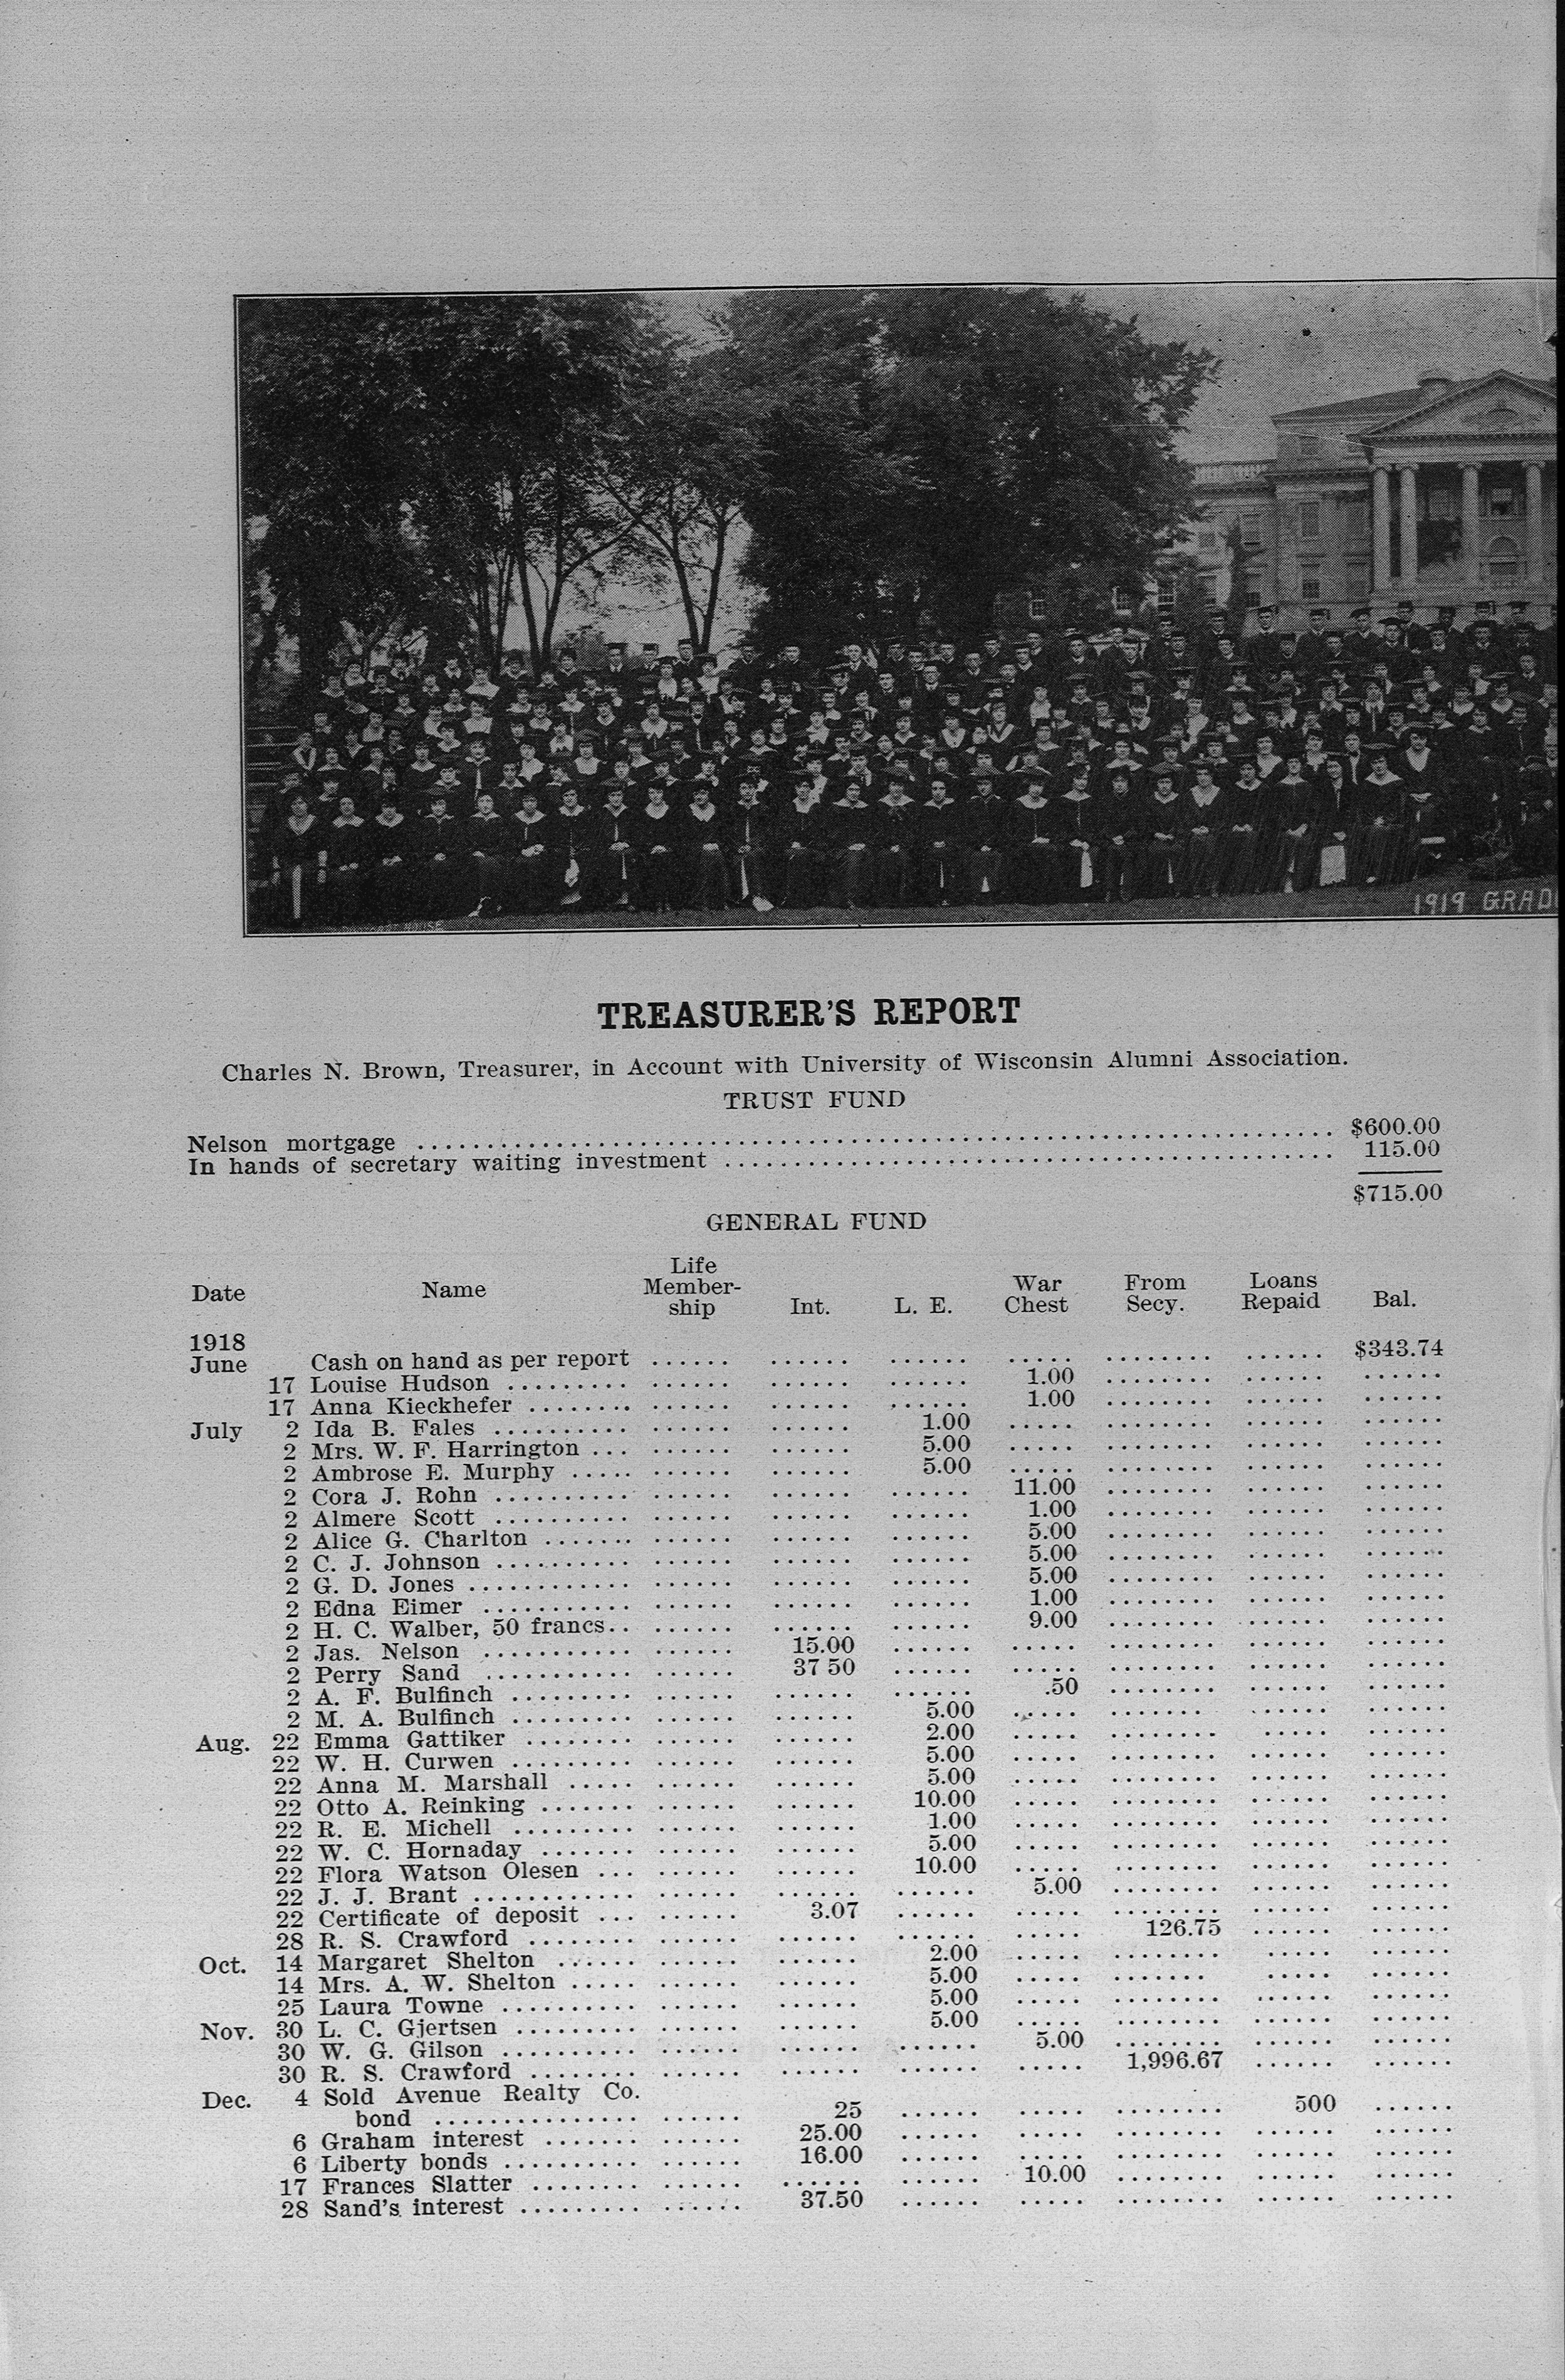 1919 GRAD
TREASURER'S REPORT
Charles N. Brown, Treasurer, in Account with University of Wisconsin Alumni Association.
TRUST FUND
Nelson mortgage ........................................ $600.00
In hands of secretary waiting investment ........................................ 115.00
$715.00
GENERAL FUND
Date Name Life Member-ship Int. L. E. War Chest From Secy. Loans Repaid Bal.
1918
June Cash on hand as per report ...... ...... ...... ..... ........ ...... $343.74
17 Louise Hudson ......... ...... ...... ...... 1.00 ........ ...... ......
17 Anna Kieckhefer ........ ...... ...... ...... 1.00 ........ ...... ......
July 2 Ida B. Fales .......... ...... ...... 1.00 ..... ........ ...... ......
2 Mrs. W. F. Harrington ... ...... ...... 5.00 ..... ........ ...... ......
2 Ambrose E. Murphy ..... ...... ...... 5.00 ..... ........ ...... ......
2 Cora J. Rohn .......... ...... ...... ...... 11.00 ........ ...... ......
2 Almere Scott .......... ...... ...... ...... 1.00 ........ ...... ......
2 Alice G. Charlton ....... ...... ...... ...... 5.00 ........ ...... ......
2 C. J. Johnson .......... ...... ...... ...... 5.00 ........ ...... ......
2 G. D. Jones ............ ...... ...... ...... 5.00 ........ ...... ......
2 Edna Eimer ........... ...... ...... ...... 1.00 ........ ...... ......
2 H. C. Walber, 50 francs.. ...... ...... ...... 9.00 ........ ...... ......
2 Jas. Nelson ........... ...... 15.00 ...... ..... ........ ...... ......
2 Perry Sand ........... ...... 37 50 ...... ..... ........ ...... ......
2 A. F. Bulfinch ......... ...... ...... ...... .50 ........ ...... ......
2 M. A. Bulfinch ......... ...... ...... 5.00 ..... ....... ...... ......
Aug. 22 Emma Gattiker ........ ...... ...... 2.00 ..... ........ ..... ......
22 W. H. Curwen ......... ...... ...... 5.00 ..... ........ ...... ......
22 Anna M. Marshall ..... ...... ...... 5.00 ..... ........ ...... ......
22 Otto A. Reinking ....... ...... ...... 10.00 ..... ........ ...... ......
22 R. E. Michell ......... ...... ...... 1.00 ..... ........ ...... ......
22 W. C. Hornaday ....... ...... ...... 5.00 ..... ........ ...... ......
22 Flora Watson Olesen ... ...... ...... 10.00 ..... ........ ...... ......
22 J. J. Brant ............ ...... ...... ...... 5.00 ........ ...... ......
22 Certificate of deposit ... ...... 3.07 ...... ..... ........ ...... ......
28 R. S. Crawford ........ ...... ...... ...... ..... 126.75 ...... ......
Oct. 14 Margaret Shelton ...... ...... ...... 2.00 ..... ........ ..... ......
14 Mrs. A. W. Shelton ..... ...... ...... 5.00 ..... ....... ..... ......
25 Laura Towne .......... ...... ...... 5.00 ..... ........ ...... ......
Nov. 30 L. C. Gjertsen ......... ...... ...... 5.00 ..... ........ ...... ......
30 W. G. Gilson .......... ...... ...... ...... 5.00 ........ ...... ......
30 R. S. Crawford ........ ...... ...... ...... ..... 1,996.67 ...... ......
Dec. 4 Sold Avenue Realty Co.
bond ............... ...... 25 ...... ..... ........ 500 ......
6 Graham interest ....... ...... 25.00 ...... ..... ........ ...... ......
6 Liberty bonds .......... ...... 16.00 ...... ..... ........ ...... ......
17 Frances Slatter ........ ...... ...... ...... 10.00 ........ ...... ......
28 Sand's interest ......... ...... 37.50 ...... ..... ........ ...... ......